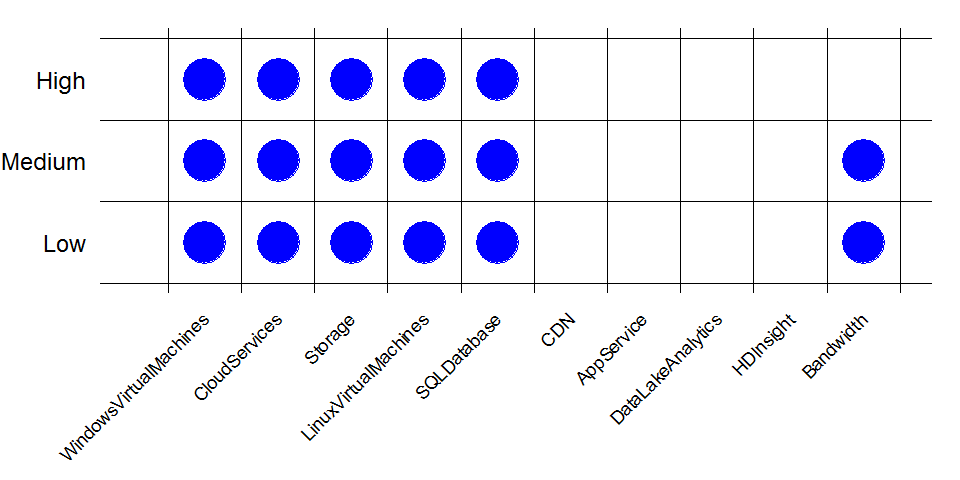 High
Medium
Low
WindowsVirtualMachines
CloudServices
Storage
LinuxVirtualMachines
SQLDatabase
CDN
AppService
DataLakeAnalytics
HDInsight
Bandwidth